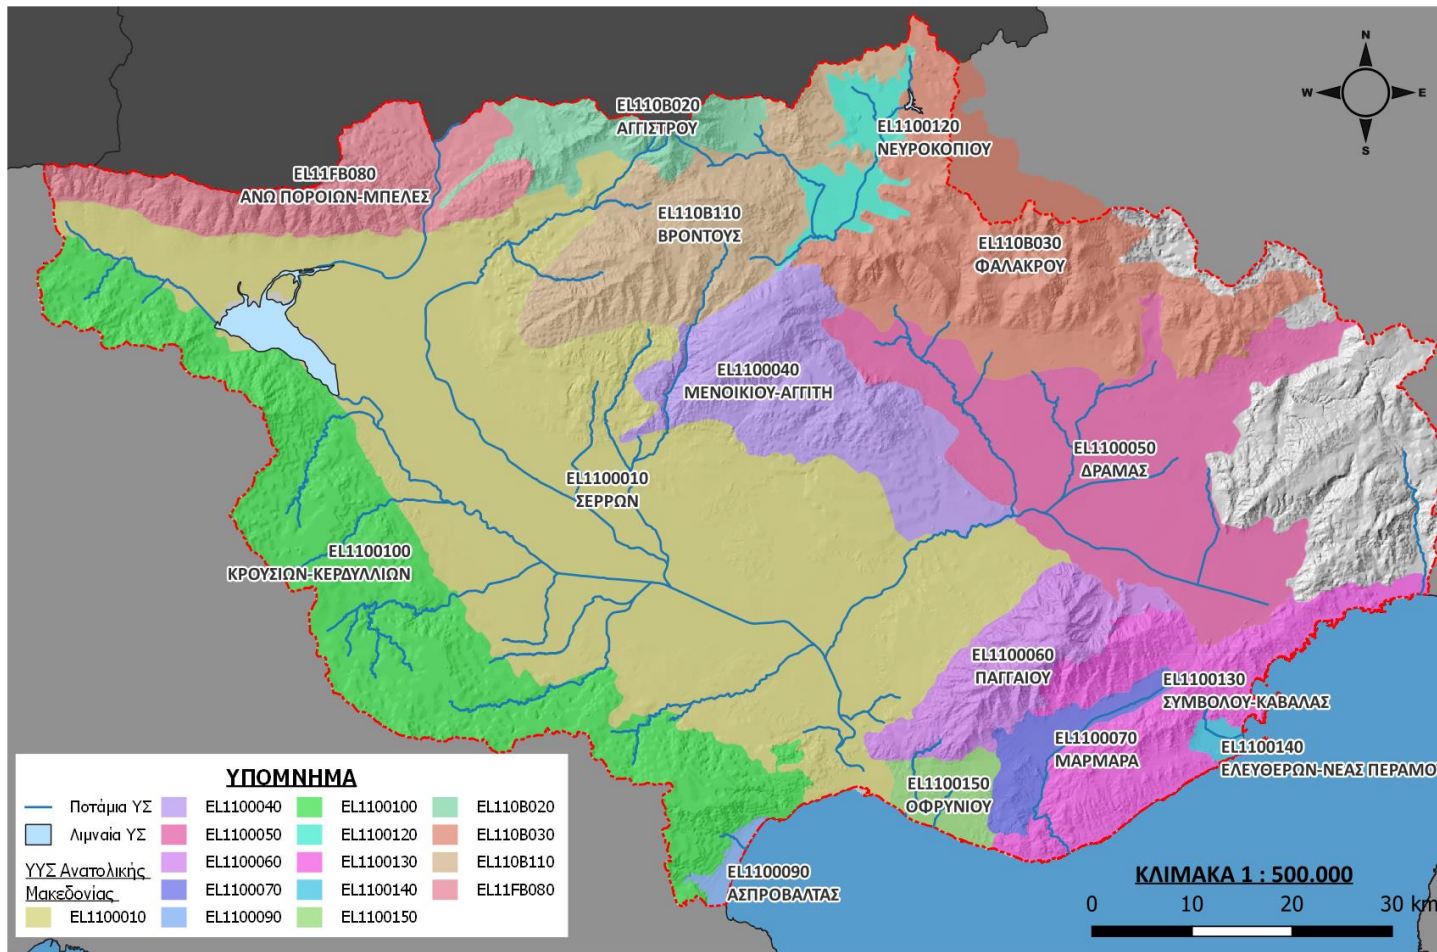 N
W
E
S
EL110B020
ΑΓΓΙΣΤΡΟΥ
EL1100120
ΝΕΥΡΟΚΟΠΙΟΥ
EL11FB080
ΑΝΩ ΠΟΡΟΙΩΝ-ΜΠΕΛΕΣ
EL110B110
ΒΡΟΝΤΟΥΣ
EL110B030
ΦΑΛΑΚΡΟΥ
EL1100040
ΜΕΝΟΙΚΙΟΥ-ΑΓΓΙΤΗ
EL1100050
ΔΡΑΜΑΣ
EL1100010
ΣΕΡΡΩΝ
EL1100100
ΚΡΟΥΣΙΩΝ-ΚΕΡΔΥΛΛΙΩΝ
EL1100060
ΠΑΓΓΑΙΟΥ
EL1100130
ΣΥΜΒΟΛΟΥ-ΚΑΒΑΛΑΣ
EL1100070
ΜΑΡΜΑΡΑ
EL1100140
ΕΛΕΥΘΕΡΩΝ-ΝΕΑΣ ΠΕΡΑΜΟ
EL1100150
ΟΦΡΥΝΙΟΥ
EL1100090
ΑΣΠΡΟΒΑΛΤΑΣ
ΥΠΟΜΝΗΜΑ
Ποτάμια ΥΣ
Λιμναία ΥΣ
ΥΥΣ Ανατολικής
Μακεδονίας
EL1100010
EL1100040
EL1100050
EL1100060
EL1100070
EL1100090
EL1100100
EL1100120
EL1100130
EL1100140
EL1100150
EL110B020
EL110B030
EL110B110
EL11FB080
ΚΛΙΜΑΚΑ 1 : 500.000
0 10 20 30 km